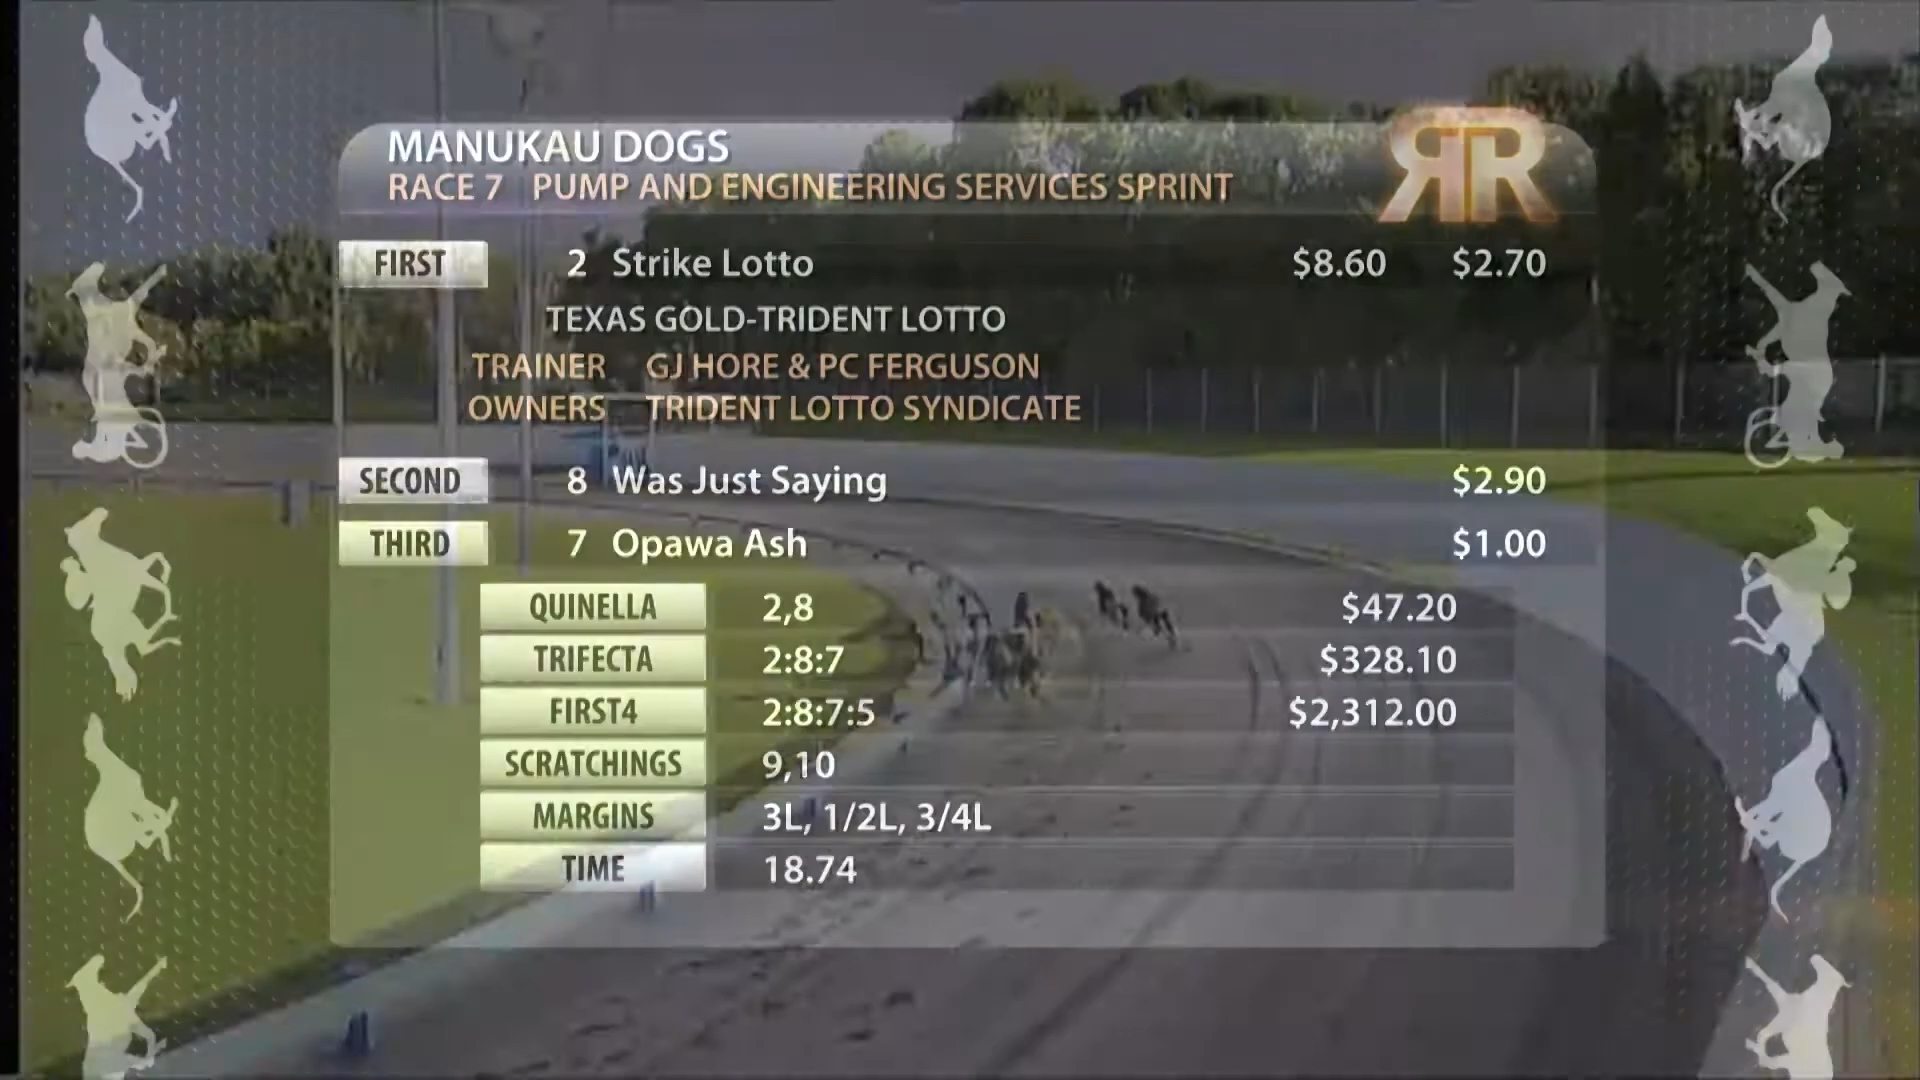 MANUKAU DOGS
RACE 7 PUMP AND ENGINEERING SERVICES SPRINT
RR
FIRST 2 Strike Lotto $8.60 $2.70
TEXAS GOLD-TRIDENT LOTTO
TRAINER GJ HORE & PC FERGUSON
OWNERS TRIDENT LOTTO SYNDICATE
SECOND 8 Was Just Saying $2.90
THIRD 7 Opawa Ash $1.00
QUINELLA 2,8 $47.20
TRIFECTA 2:8:7 $328.10
FIRST4 2:8:7:5 $2,312.00
SCRATCHINGS 9,10
MARGINS 3L, 1/2L, 3/4L
TIME 18.74